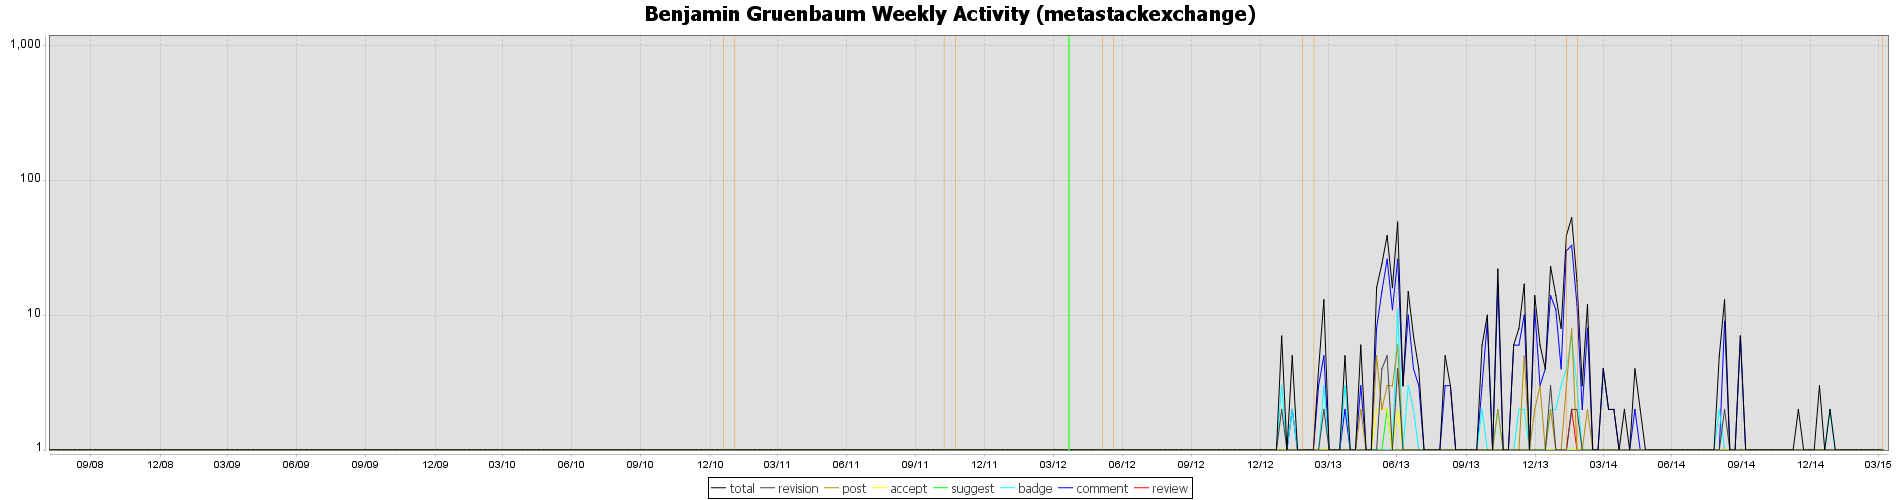 Benjamin Gruenbaum Weekly Activity (metastackexchange)
1,000
100
10
1
09/08 12/08 03/09 06/09 09/09 12/09 03/10 06/10 09/10 12/10 03/11 06/11 09/11 12/11 03/12 06/12 09/12 12/12 03/13 06/13 09/13 12/13 03/14 06/14 09/14 12/14 03/15
total revision post accept suggest badge comment review